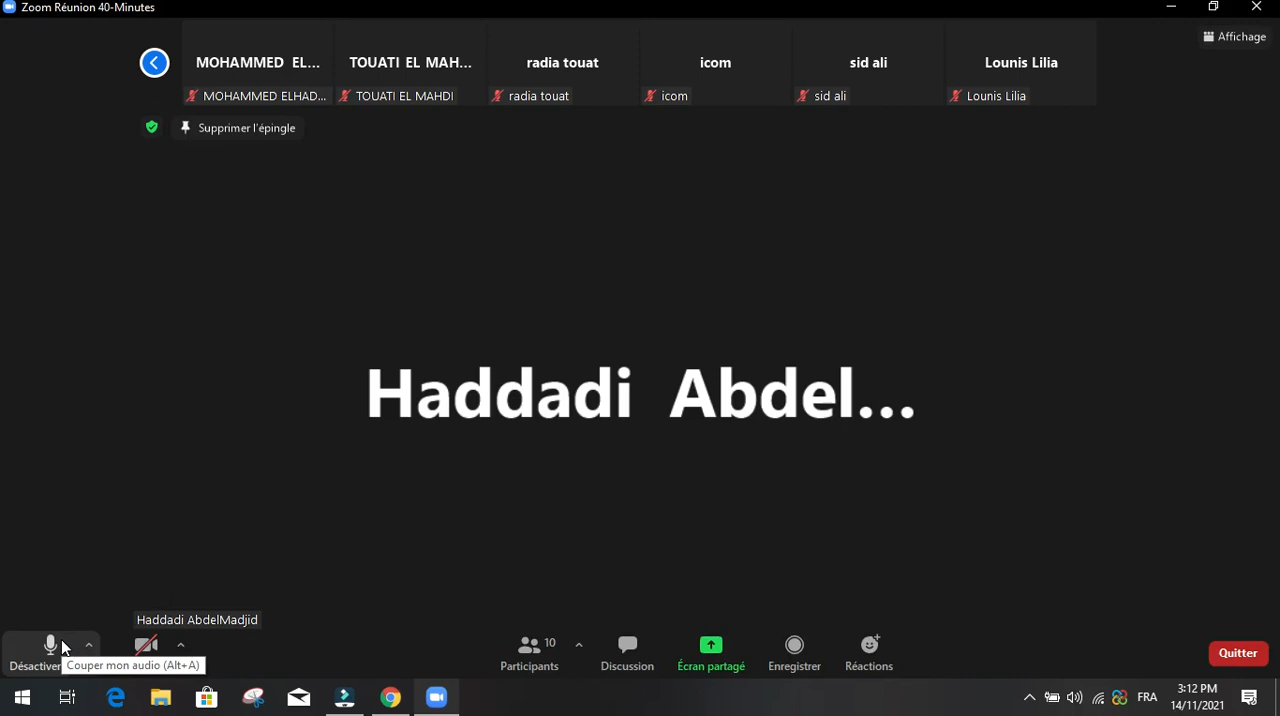 Zoom Réunion 40-Minutes
Affichage
MOHAMMED EL...
TOUATI EL MAH...
radia touat
icom
sid ali
Lounis Lilia
MOHAMMED ELHAD...
TOUATI EL MAHDI
radia touat
icom
sid ali
Lounis Lilia
Supprimer l'épingle
Haddadi Abdel...
Haddadi AbdelMadjid
Désactiver
Couper mon audio (Alt+A)
10
Participants
Discussion
Écran partagé
Enregistrer
Réactions
Quitter
FRA
3:12 PM
14/11/2021